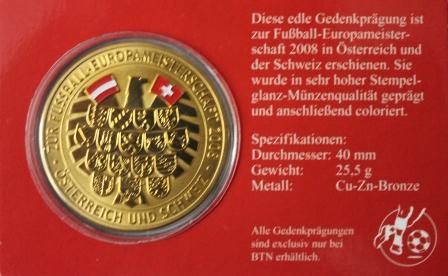 ZUR FUSSBALL-EUROPAMEISTERSCHAFT 2008
ÖSTERREICH UND SCHWEIZ
Diese edle Gedenkprägung ist
zur Fußball-Europameister-
schaft 2008 in Österreich und
der Schweiz erschienen. Sie
wurde in sehr hoher Stempel-
glanz-Münzenqualität geprägt
und anschließend coloriert.
Spezifikationen:
Durchmesser: 40 mm
Gewicht: 25,5 g
Metall: Cu-Zn-Bronze
Alle Gedenkprägungen
sind exclusiv nur bei
BTN erhältlich.